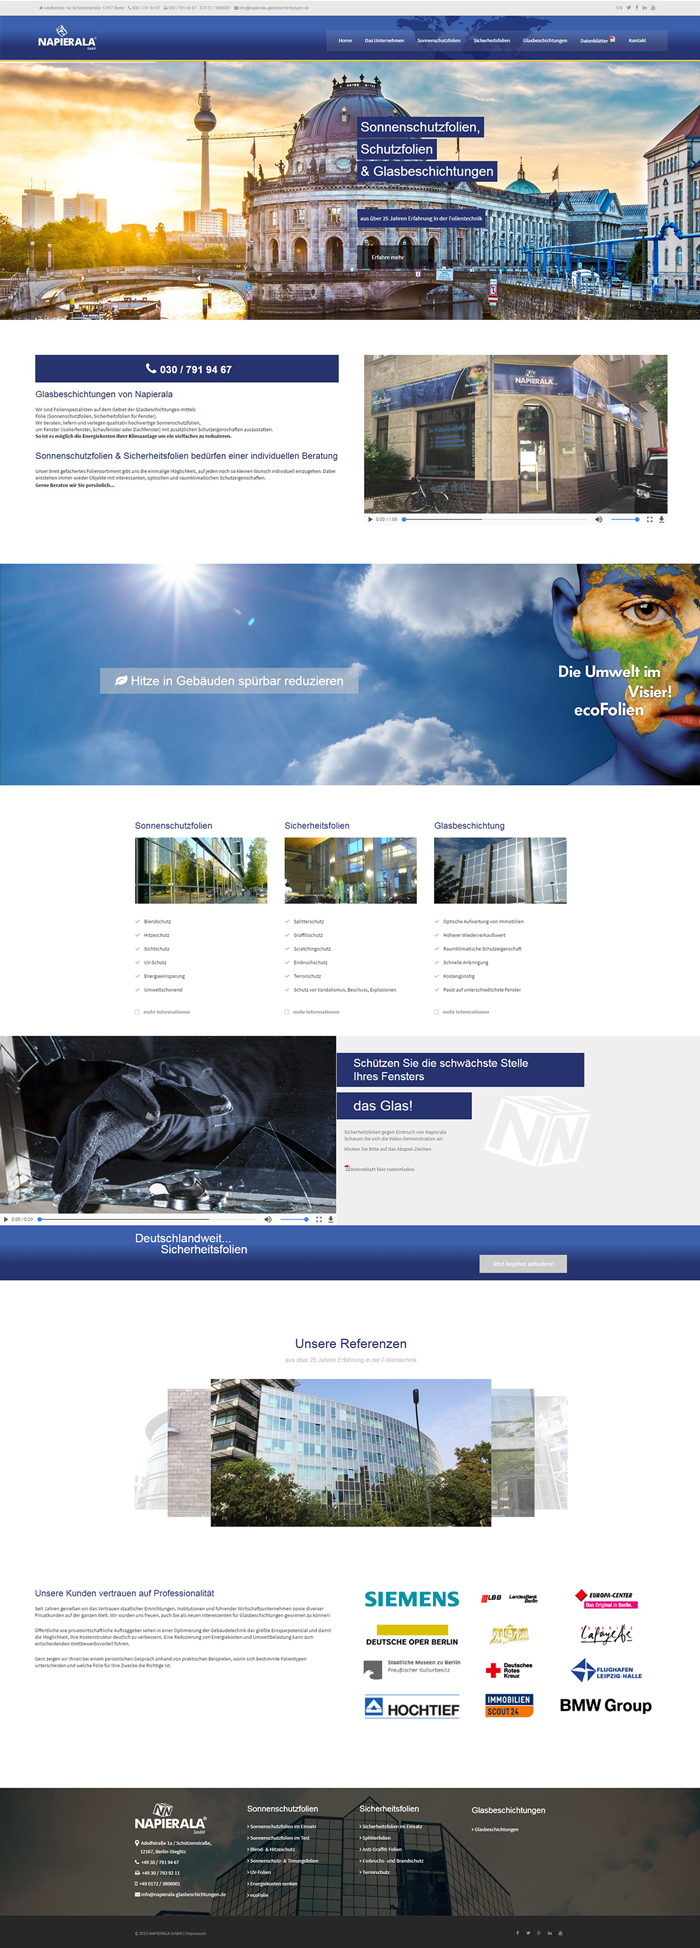 Adolfstraße 1a/ Schützenstraße 12167 Berlin 030 / 791 94 67 030 / 791 94 67 0172 / 3806001 info@napierala-glasbeschichtungen.de EN
NAPIERALA
GmbH
Home Das Unternehmen Sonnenschutzfolien Sicherheitsfolien Glasbeschichtungen Datenblätter Kontakt
Sonnenschutzfolien,
Schutzfolien
& Glasbeschichtungen
aus über 25 Jahren Erfahrung in der Folientechnik
Erfahre mehr
030 / 791 94 67
Glasbeschichtungen von Napierala
Wir sind Folienspezialisten auf dem Gebiet der Glasbeschichtungen mittels
Folie (Sonnenschutzfolien, Sicherheitsfolien für Fenster).
Wir beraten, liefern und verlegen qualitativ hochwertige Sonnenschutzfolien,
um Fenster (Isolierfenster, Schaufenster oder Dachfenster) mit zusätzlichen Schutzeigenschaften auszustatten.
So ist es möglich die Energiekosten Ihrer Klimaanlage um ein vielfaches zu reduzieren.
Sonnenschutzfolien & Sicherheitsfolien bedürfen einer individuellen Beratung
Unser breit gefächertes Foliensortiment gibt uns die einmalige Möglichkeit, auf jeden noch so kleinen Wunsch individuell einzugehen. Dabei
entstehen immer wieder Objekte mit interessanten, optischen und raumklimatischen Schutzeigenschaften.
Gerne Beraten wir Sie persönlich...
NAPIERALA
ecoFolien
0:00 / 1:09
Hitze in Gebäuden spürbar reduzieren
Die Umwelt im
Visier!
ecoFolien
Sonnenschutzfolien
Blendschutz
Hitzeschutz
Sichtschutz
UV-Schutz
Energieeinsparung
Umweltschonend
mehr Informationen
Sicherheitsfolien
Splitterschutz
Graffitischutz
Scratchingschutz
Einbruchschutz
Terrorschutz
Schutz vor Vandalismus, Beschuss, Explosionen
mehr Informationen
Glasbeschichtung
Optische Aufwertung von Immobilien
Höherer Wiederverkaufswert
Raumklimatische Schutzeigenschaft
Schnelle Anbringung
Kostengünstig
Passt auf unterschiedlichste Fenster
mehr Informationen
Schützen Sie die schwächste Stelle
Ihres Fensters
das Glas!
Sicherheitsfolien gegen Einbruch von Napierala
Schauen Sie sich die Video-Demonstration an:
Klicken Sie Bitte auf das Abspiel-Zeichen
Datenblatt hier runterladen
0:00 / 0:29
Deutschlandweit...
Sicherheitsfolien
Jetzt Angebot anfordern!
Unsere Referenzen
aus über 25 Jahren Erfahrung in der Folientechnik
Unsere Kunden vertrauen auf Professionalität
Seit Jahren genießen wir das Vertrauen staatlicher Einrichtungen, Institutionen und führender Wirtschaftsunternehmen sowie diverser
Privatkunden auf der ganzen Welt. Wir würden uns freuen, auch Sie als neuen Interessenten für Glasbeschichtungen gewinnen zu können!
Öffentliche wie privatwirtschaftliche Auftraggeber sehen in einer Optimierung der Gebäudetechnik das größte Einsparpotenzial und damit
die Möglichkeit, Ihre Kostenstruktur deutlich zu verbessern. Eine Reduzierung von Energiekosten und Umweltbelastung kann zum
entscheidenden Wettbewerbsvorteil führen.
Gern zeigen wir Ihnen bei einem persönlichen Gespräch anhand von praktischen Beispielen, worin sich bestimmte Folientypen
unterscheiden und welche Folie für Ihre Zwecke die Richtige ist.
SIEMENS
LBB LandesBank
Berlin
EUROPA-CENTER
Das Original in Berlin.
DEUTSCHE OPER BERLIN
Lafayette
Staatliche Museen zu Berlin
Preußischer Kulturbesitz
Deutsches
Rotes
Kreuz
FLUGHAFEN
LEIPZIG-HALLE
HOCHTIEF
IMMOBILIEN
SCOUT24
BMW Group
NAPIERALA
GmbH
Adolfstraße 1a / Schützenstraße,
12167, Berlin-Steglitz
+49 30 / 791 94 67
+49 30 / 793 92 11
+49 0172 / 3806001
info@napierala-glasbeschichtungen.de
Sonnenschutzfolien
Sonnenschutzfolien im Einsatz
Sonnenschutzfolien im Test
Blend- & Hitzeschutz
Sonnenschutz- & Tönungsfolien
UV-Folien
Energiekosten senken
ecoFolie
Sicherheitsfolien
Sicherheitsfolien im Einsatz
Splitterfolien
Anti-Graffiti Folien
Einbruchs- und Brandschutz
Terrorschutz
Glasbeschichtungen
Glasbeschichtungen
© 2015 NAPIERALA GmbH | Impressum